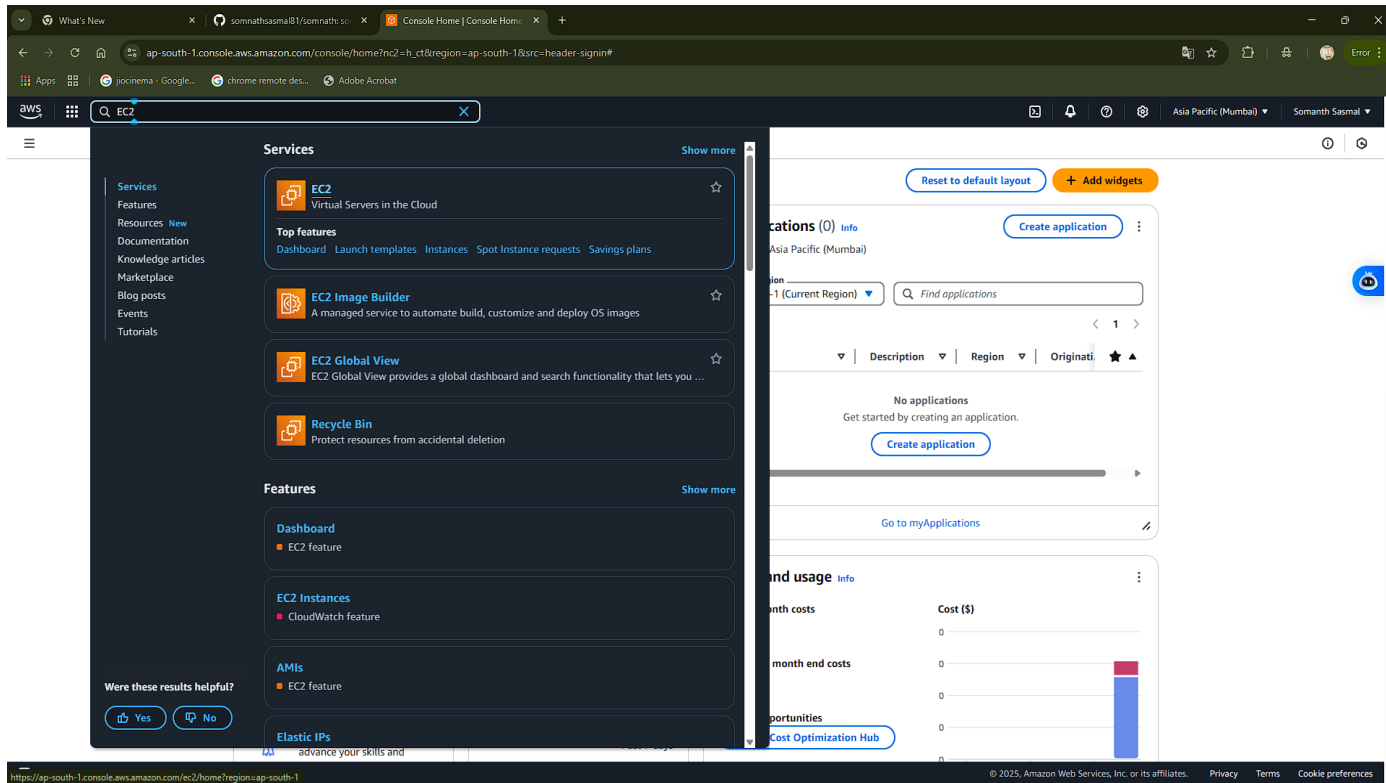 What's New
somnathsasmal81/somnath: so
Console Home | Console Home
ap-south-1.console.aws.amazon.com/console/home?nc2=h_ct&region=ap-south-1&src=header-signin#
Error
Apps
jiocinema - Google...
chrome remote des...
Adobe Acrobat
aws
EC2
Asia Pacific (Mumbai)
Somanth Sasmal
Services
Features
Resources New
Documentation
Knowledge articles
Marketplace
Blog posts
Events
Tutorials
Were these results helpful?
Yes
No
Services
Show more
EC2
Virtual Servers in the Cloud
Top features
Dashboard Launch templates Instances Spot Instance requests Savings plans
EC2 Image Builder
A managed service to automate build, customize and deploy OS images
EC2 Global View
EC2 Global View provides a global dashboard and search functionality that lets you ...
Recycle Bin
Protect resources from accidental deletion
Features
Show more
Dashboard
EC2 feature
EC2 Instances
CloudWatch feature
AMIs
EC2 feature
Elastic IPs
advance your skills and
Reset to default layout
+ Add widgets
cations (0) Info
Create application
Asia Pacific (Mumbai)
gion
-1 (Current Region)
Find applications
1
Description
Region
Originati
No applications
Get started by creating an application.
Create application
Go to myApplications
and usage Info
onth costs
Cost ($)
0
0
month end costs
0
portunities
0
Cost Optimization Hub
0
https://ap-south-1.console.aws.amazon.com/ec2/home?region=ap-south-1
© 2025, Amazon Web Services, Inc. or its affiliates.
Privacy
Terms
Cookie preferences